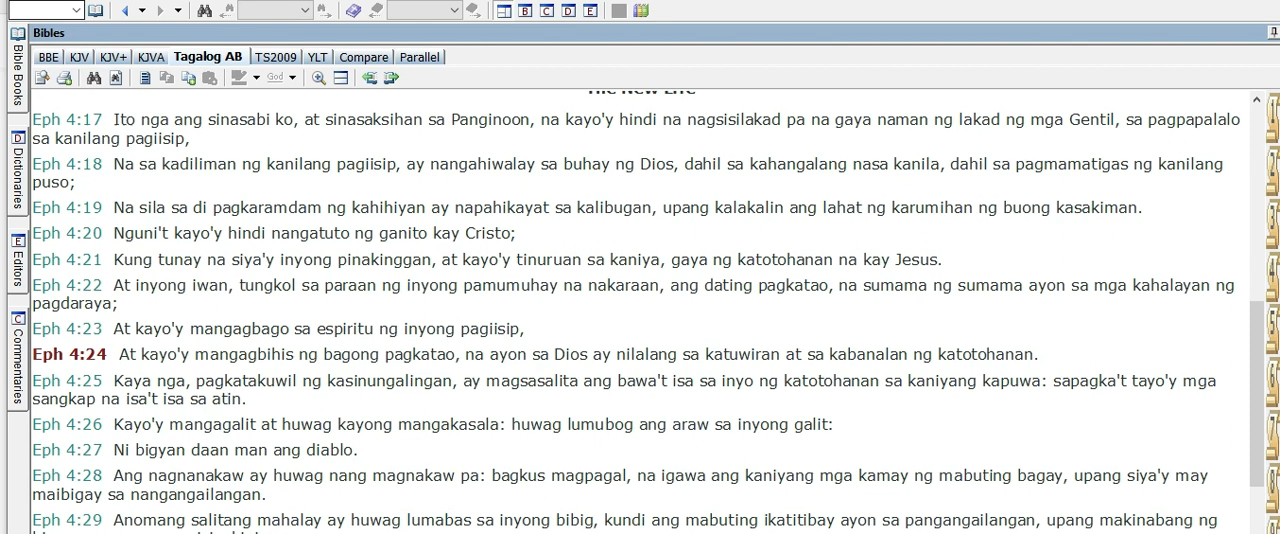 Bibles
BBE KJV KJV+ KJVA Tagalog AB TS2009 YLT Compare Parallel
B C D E
God
Bible Books
D Dictionaries
E Editors
C Commentaries
The New Life
Eph 4:17 Ito nga ang sinasabi ko, at sinasaksihan sa Panginoon, na kayo'y hindi na nagsisilakad pa na gaya naman ng lakad ng mga Gentil, sa pagpapalalo
sa kanilang pagiisip,
Eph 4:18 Na sa kadiliman ng kanilang pagiisip, ay nangahiwalay sa buhay ng Dios, dahil sa kahangalang nasa kanila, dahil sa pagmamatigas ng kanilang
puso;
Eph 4:19 Na sila sa di pagkaramdam ng kahihiyan ay napahikayat sa kalibugan, upang kalakalin ang lahat ng karumihan ng buong kasakiman.
Eph 4:20 Nguni't kayo'y hindi nangatuto ng ganito kay Cristo;
Eph 4:21 Kung tunay na siya'y inyong pinakinggan, at kayo'y tinuruan sa kaniya, gaya ng katotohanan na kay Jesus.
Eph 4:22 At inyong iwan, tungkol sa paraan ng inyong pamumuhay na nakaraan, ang dating pagkatao, na sumama ng sumama ayon sa mga kahalayan ng
pagdaraya;
Eph 4:23 At kayo'y mangagbago sa espiritu ng inyong pagiisip,
Eph 4:24 At kayo'y mangagbihis ng bagong pagkatao, na ayon sa Dios ay nilalang sa katuwiran at sa kabanalan ng katotohanan.
Eph 4:25 Kaya nga, pagkatakuwil ng kasinungalingan, ay magsasalita ang bawa't isa sa inyo ng katotohanan sa kaniyang kapuwa: sapagka't tayo'y mga
sangkap na isa't isa sa atin.
Eph 4:26 Kayo'y mangagalit at huwag kayong mangakasala: huwag lumubog ang araw sa inyong galit:
Eph 4:27 Ni bigyan daan man ang diablo.
Eph 4:28 Ang nagnanakaw ay huwag nang magnakaw pa: bagkus magpagal, na igawa ang kaniyang mga kamay ng mabuting bagay, upang siya'y may
maibigay sa nangangailangan.
Eph 4:29 Anomang salitang mahalay ay huwag lumabas sa inyong bibig, kundi ang mabuting ikatitibay ayon sa pangangailangan, upang makinabang ng